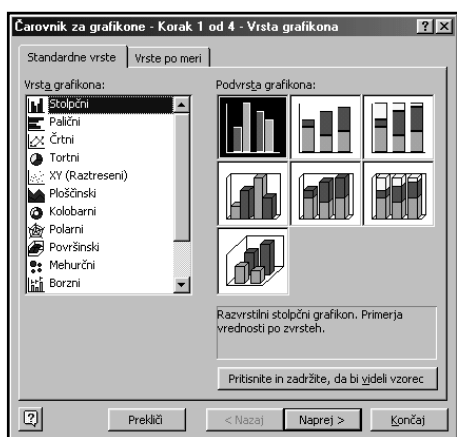 Čarovnik za grafikone - Korak 1 od 4 - Vrsta grafikona
Standardne vrste
Vrste po meri
Vrsta grafikona:
Stolpčni
Palični
Črtni
Tortni
XY (Raztreseni)
Ploščinski
Kolobarni
Polarni
Površinski
Mehurčni
Borzni
Podvrsta grafikona:
Razvrstilni stolpčni grafikon. Primerja
vrednosti po zvrsteh.
Pritisnite in zadržite, da bi videli vzorec
Prekliči
< Nazaj
Naprej >
Končaj